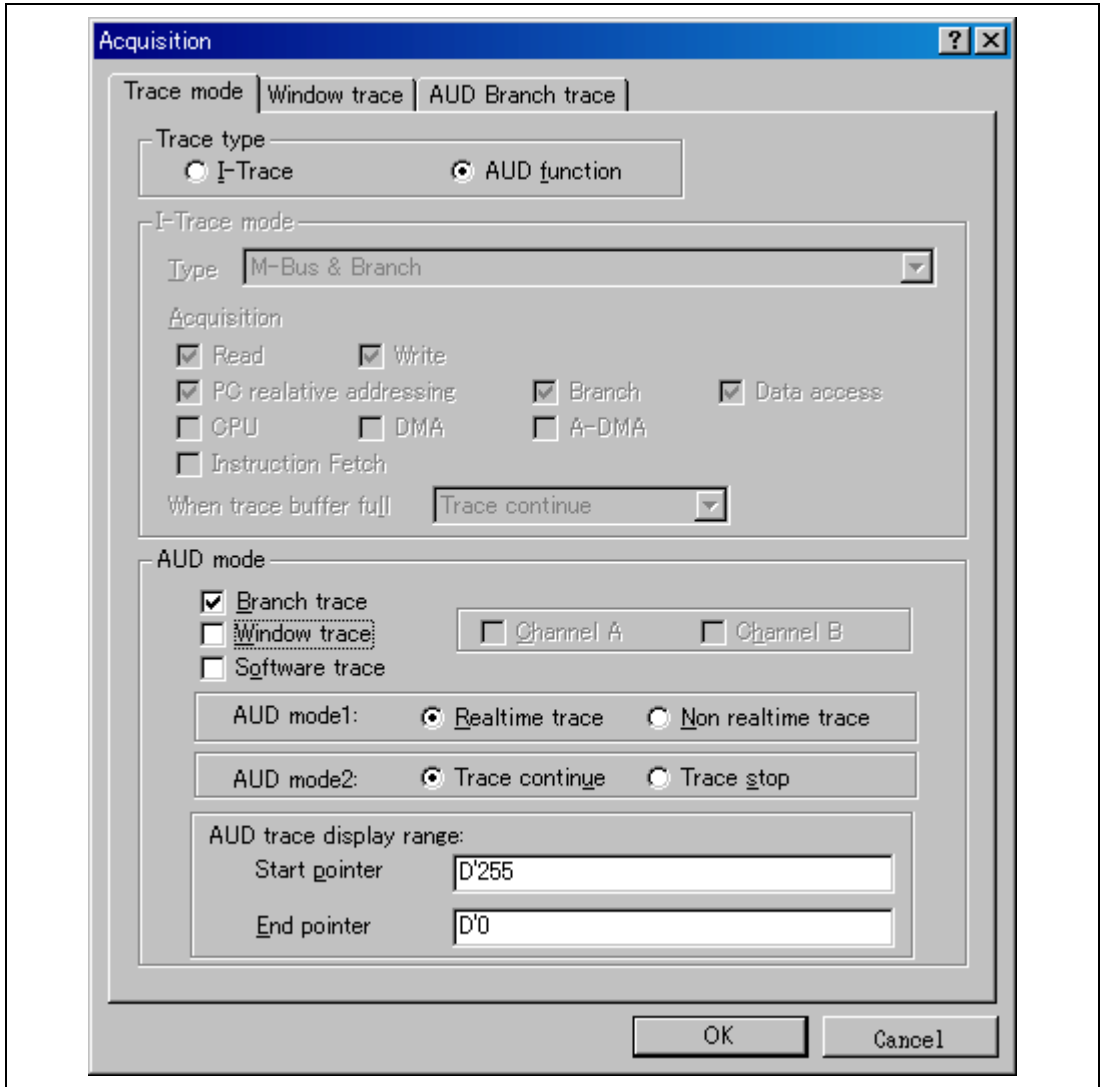 Acquisition
Trace mode Window trace AUD Branch trace
Trace type
I-Trace AUD function
I-Trace mode
Type M-Bus & Branch
Acquisition
Read Write
PC realative addressing Branch Data access
CPU DMA A-DMA
Instruction Fetch
When trace buffer full Trace continue
AUD mode
Branch trace
Window trace Channel A Channel B
Software trace
AUD mode1: Realtime trace Non realtime trace
AUD mode2: Trace continue Trace stop
AUD trace display range:
Start pointer D'255
End pointer D'0
OK Cancel